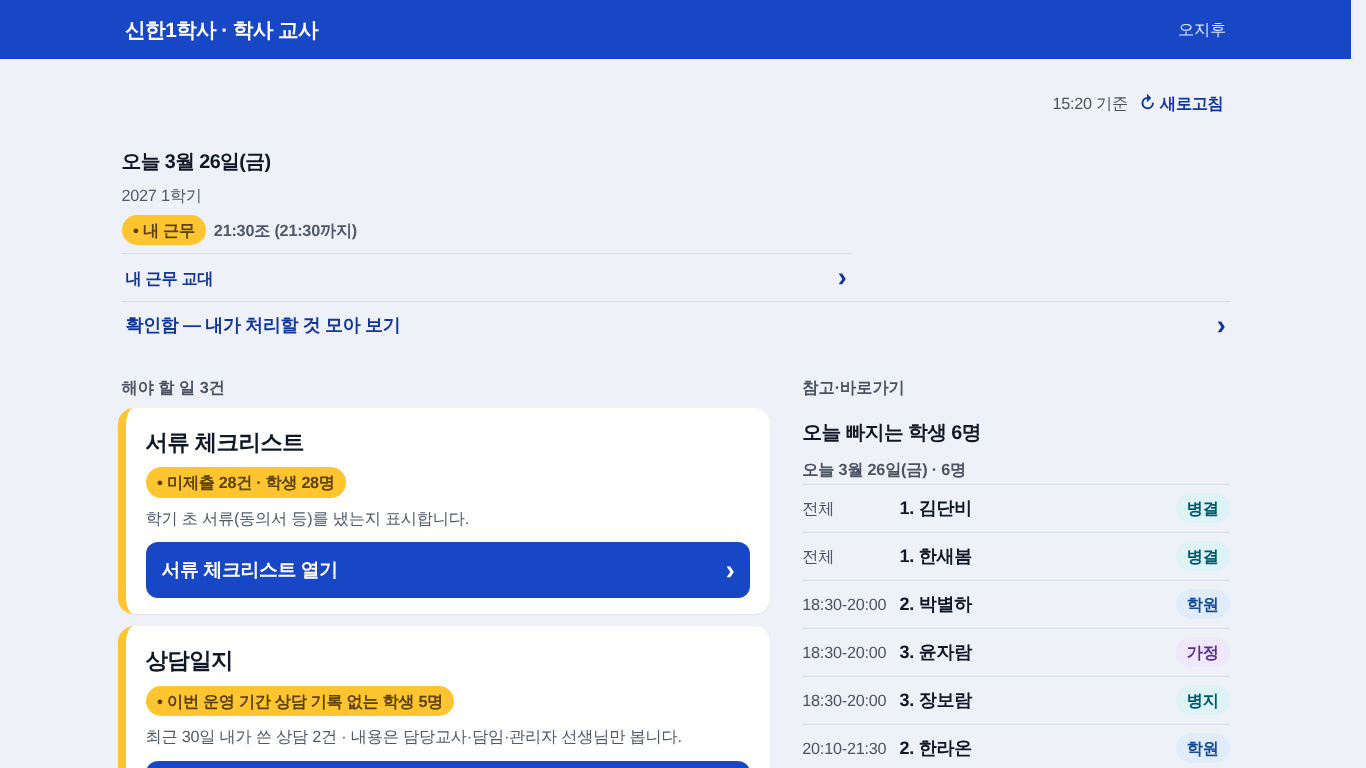 신한1학사 · 학사 교사
오지후
15:20 기준 ↻ 새로고침
오늘 3월 26일(금)
2027 1학기
• 내 근무 21:30조 (21:30까지)
내 근무 교대 ›
확인함 — 내가 처리할 것 모아 보기 ›
해야 할 일 3건
서류 체크리스트
• 미제출 28건 · 학생 28명
학기 초 서류(동의서 등)를 냈는지 표시합니다.
서류 체크리스트 열기 ›
상담일지
• 이번 운영 기간 상담 기록 없는 학생 5명
최근 30일 내가 쓴 상담 2건 · 내용은 담당교사·담임·관리자 선생님만 봅니다.
참고·바로가기
오늘 빠지는 학생 6명
오늘 3월 26일(금) · 6명
전체 1. 김단비 병결
전체 1. 한새봄 병결
18:30-20:00 2. 박별하 학원
18:30-20:00 3. 윤자람 가정
18:30-20:00 3. 장보람 병지
20:10-21:30 2. 한라온 학원